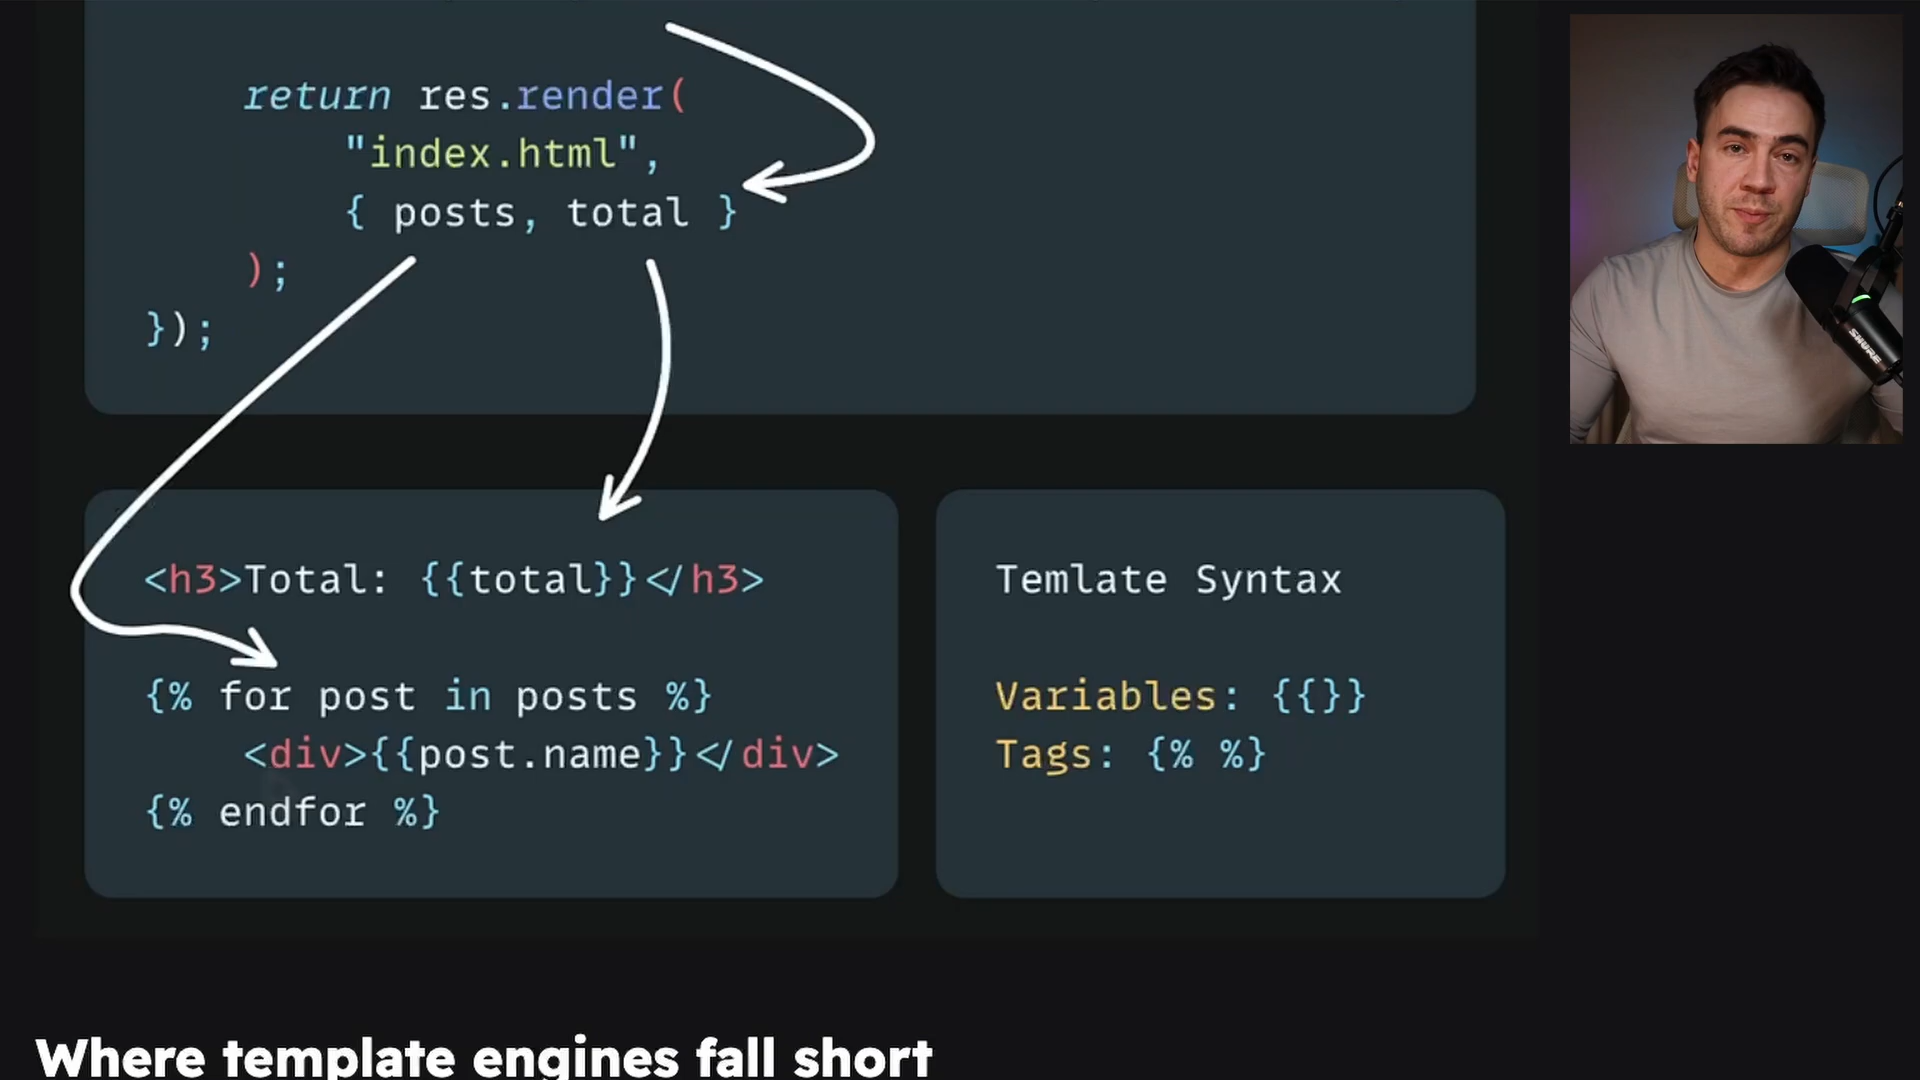 return res.render(
"index.html",
{ posts, total }
);
});
<h3>Total: {{total}}</h3>
{% for post in posts %}
<div>{{post.name}}</div>
{% endfor %}
Temlate Syntax
Variables: {{}}
Tags: {% %}
SHURE
Where template engines fall short